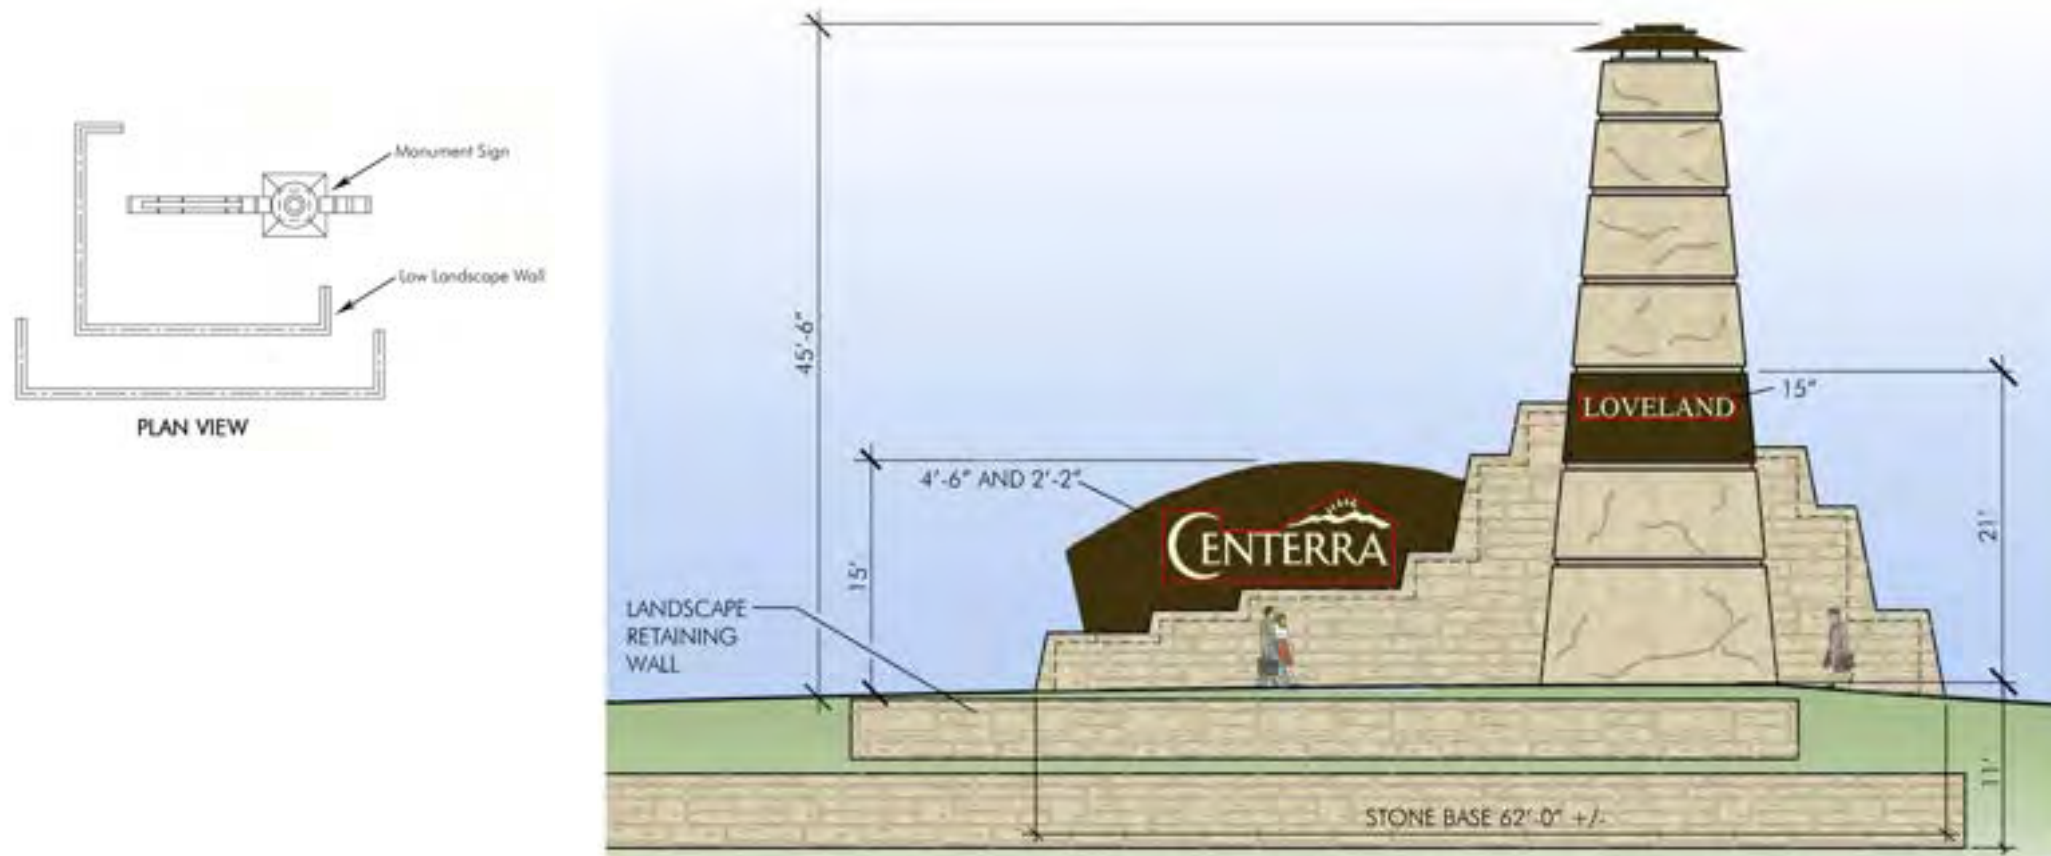 Monument Sign
Low Landscape Wall
PLAN VIEW
45'-6"
LOVELAND
15"
4'-6" AND 2'-2"
CENTERRA
15'
21'
LANDSCAPE
RETAINING
WALL
11'
STONE BASE 62'-0" +/-